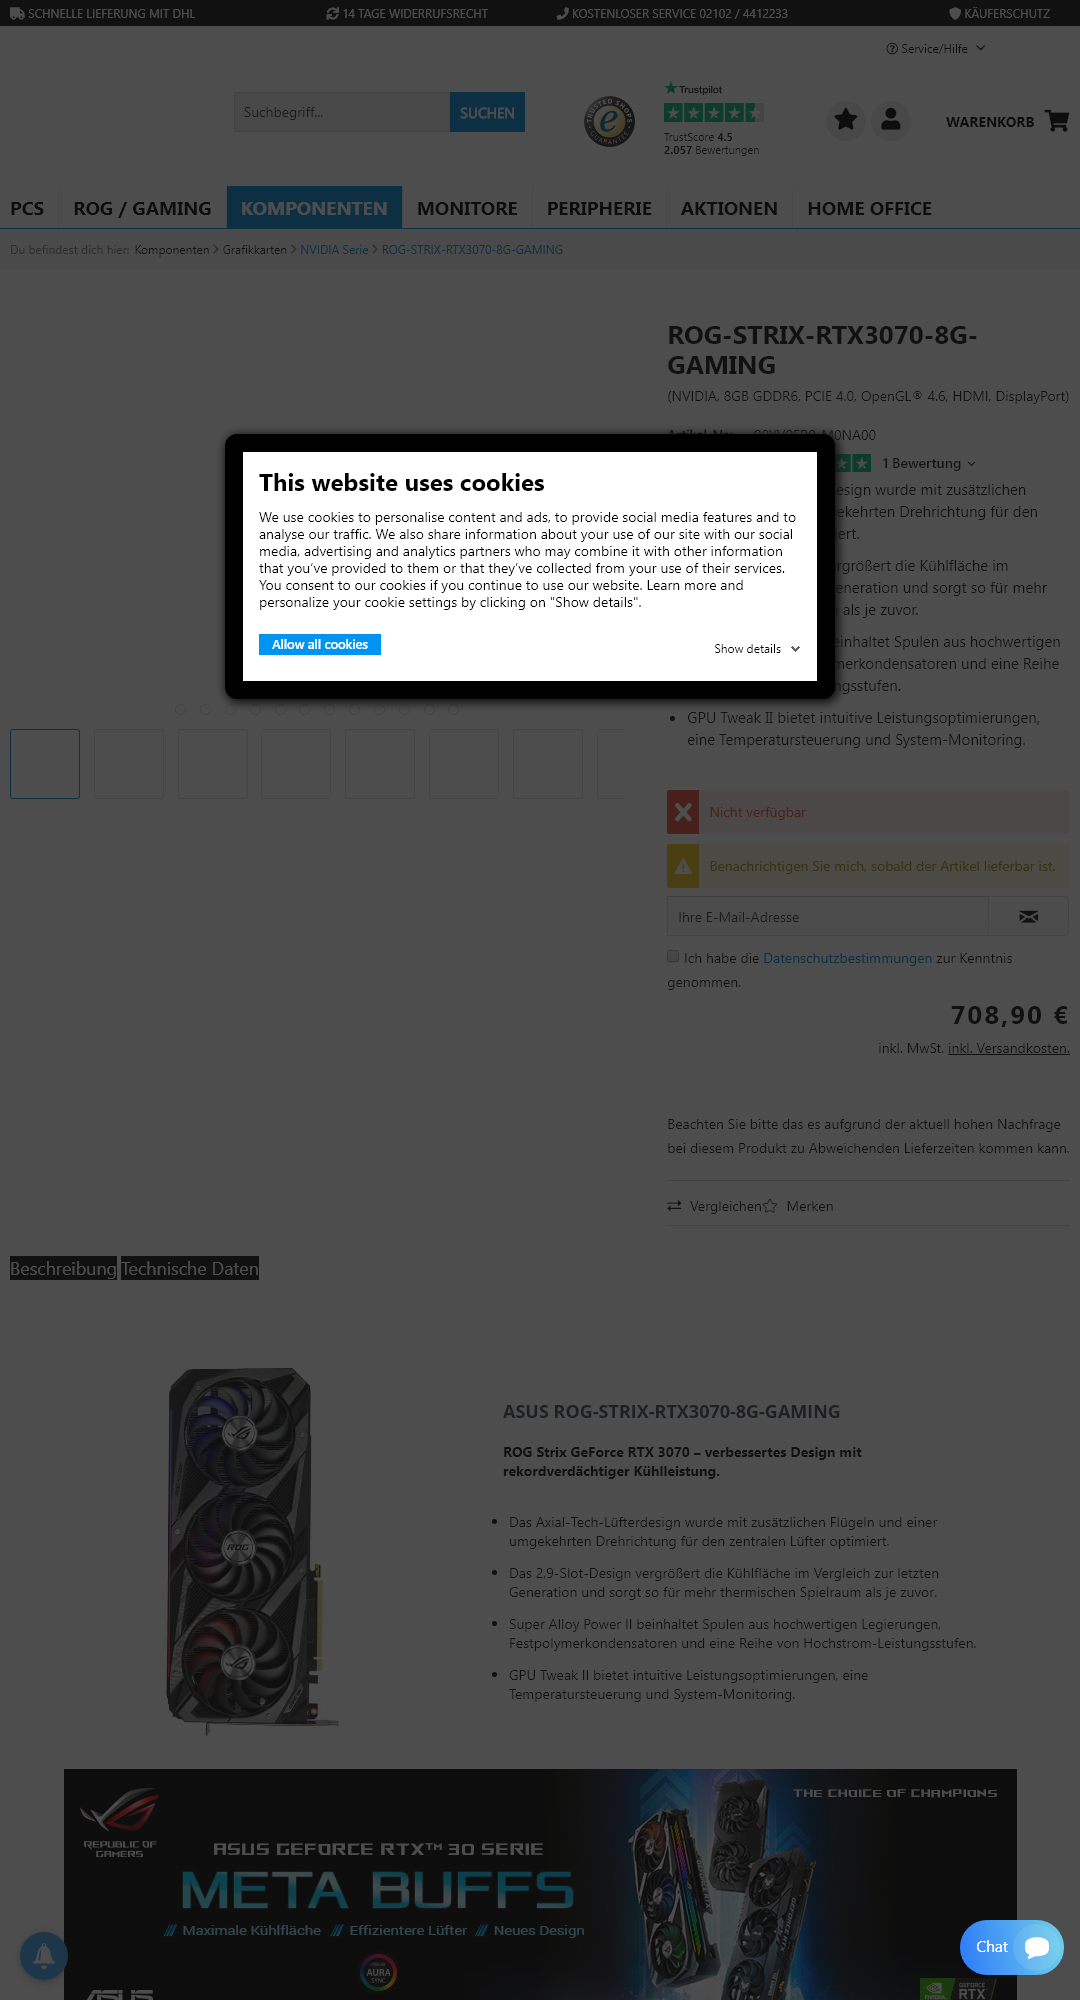 SCHNELLE LIEFERUNG MIT DHL
14 TAGE WIDERRUFSRECHT
KOSTENLOSER SERVICE 02102 / 4412233
KÄUFERSCHUTZ
Service/Hilfe
Suchbegriff...
SUCHEN
TRUSTED SHOPS
GUARANTEE
Trustpilot
TrustScore 4.5
2.057 Bewertungen
WARENKORB
PCS
ROG / GAMING
KOMPONENTEN
MONITORE
PERIPHERIE
AKTIONEN
HOME OFFICE
Du befindest dich hier: Komponenten > Grafikkarten > NVIDIA Serie > ROG-STRIX-RTX3070-8G-GAMING
ROG-STRIX-RTX3070-8G-
GAMING
(NVIDIA, 8GB GDDR6, PCIE 4.0, OpenGL® 4.6, HDMI, DisplayPort)
M0NA00
1 Bewertung
esign wurde mit zusätzlichen
ekehrten Drehrichtung für den
ert.
ergrößert die Kühlfläche im
eneration und sorgt so für mehr
als je zuvor.
einhaltet Spulen aus hochwertigen
merkondensatoren und eine Reihe
ngsstufen.
• GPU Tweak II bietet intuitive Leistungsoptimierungen,
eine Temperatursteuerung und System-Monitoring.
This website uses cookies
We use cookies to personalise content and ads, to provide social media features and to
analyse our traffic. We also share information about your use of our site with our social
media, advertising and analytics partners who may combine it with other information
that you've provided to them or that they've collected from your use of their services.
You consent to our cookies if you continue to use our website. Learn more and
personalize your cookie settings by clicking on "Show details".
Allow all cookies
Show details
Nicht verfügbar
Benachrichtigen Sie mich, sobald der Artikel lieferbar ist.
Ihre E-Mail-Adresse
Ich habe die Datenschutzbestimmungen zur Kenntnis
genommen.
708,90 €
inkl. MwSt. inkl. Versandkosten.
Beachten Sie bitte das es aufgrund der aktuell hohen Nachfrage
bei diesem Produkt zu Abweichenden Lieferzeiten kommen kann.
Vergleichen
Merken
Beschreibung Technische Daten
ASUS ROG-STRIX-RTX3070-8G-GAMING
ROG Strix GeForce RTX 3070 – verbessertes Design mit
rekordverdächtiger Kühlleistung.
• Das Axial-Tech-Lüfterdesign wurde mit zusätzlichen Flügeln und einer
umgekehrten Drehrichtung für den zentralen Lüfter optimiert.
• Das 2.9-Slot-Design vergrößert die Kühlfläche im Vergleich zur letzten
Generation und sorgt so für mehr thermischen Spielraum als je zuvor.
• Super Alloy Power II beinhaltet Spulen aus hochwertigen Legierungen,
Festpolymerkondensatoren und eine Reihe von Hochstrom-Leistungsstufen.
• GPU Tweak II bietet intuitive Leistungsoptimierungen, eine
Temperatursteuerung und System-Monitoring.
ROG
REPUBLIC OF
GAMERS
THE CHOICE OF CHAMPIONS
ASUS GEFORCE RTX™ 30 SERIE
META BUFFS
/// Maximale Kühlfläche /// Effizientere Lüfter /// Neues Design
AURA
SYNC
ASUS
GEFORCE
RTX
Chat